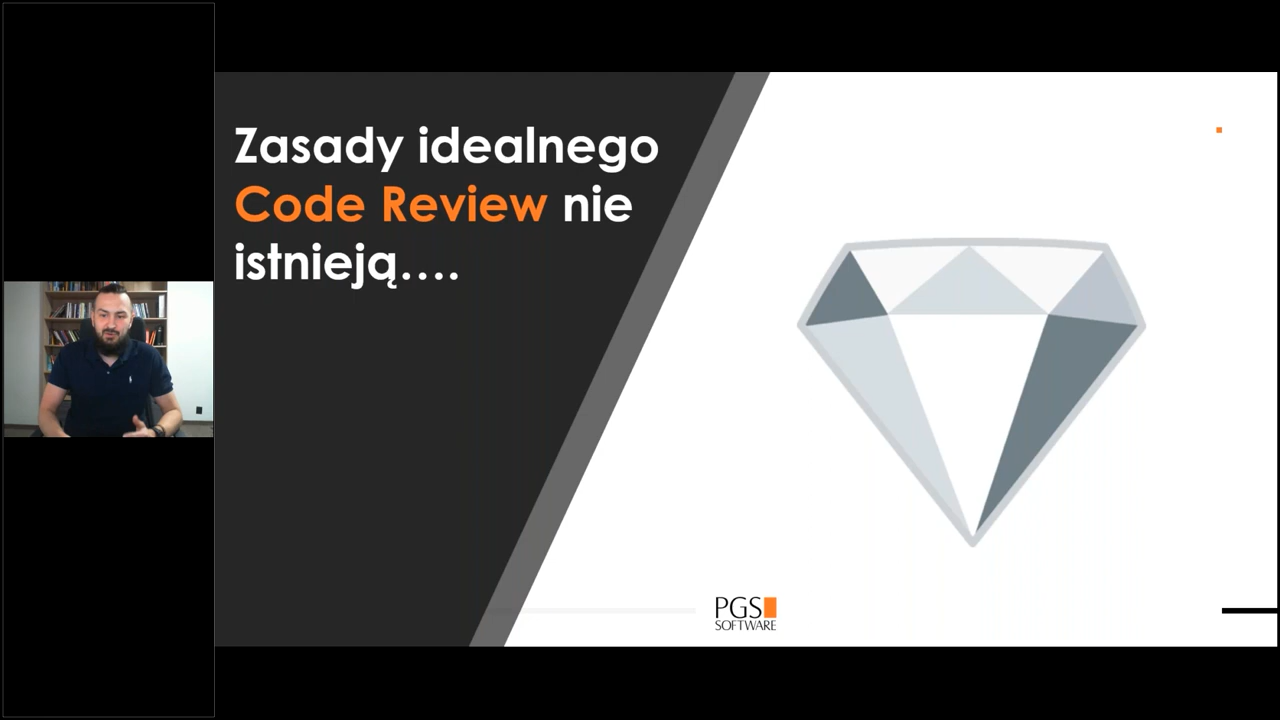 Zasady idealnego
Code Review nie
istnieją....
PGS
SOFTWARE